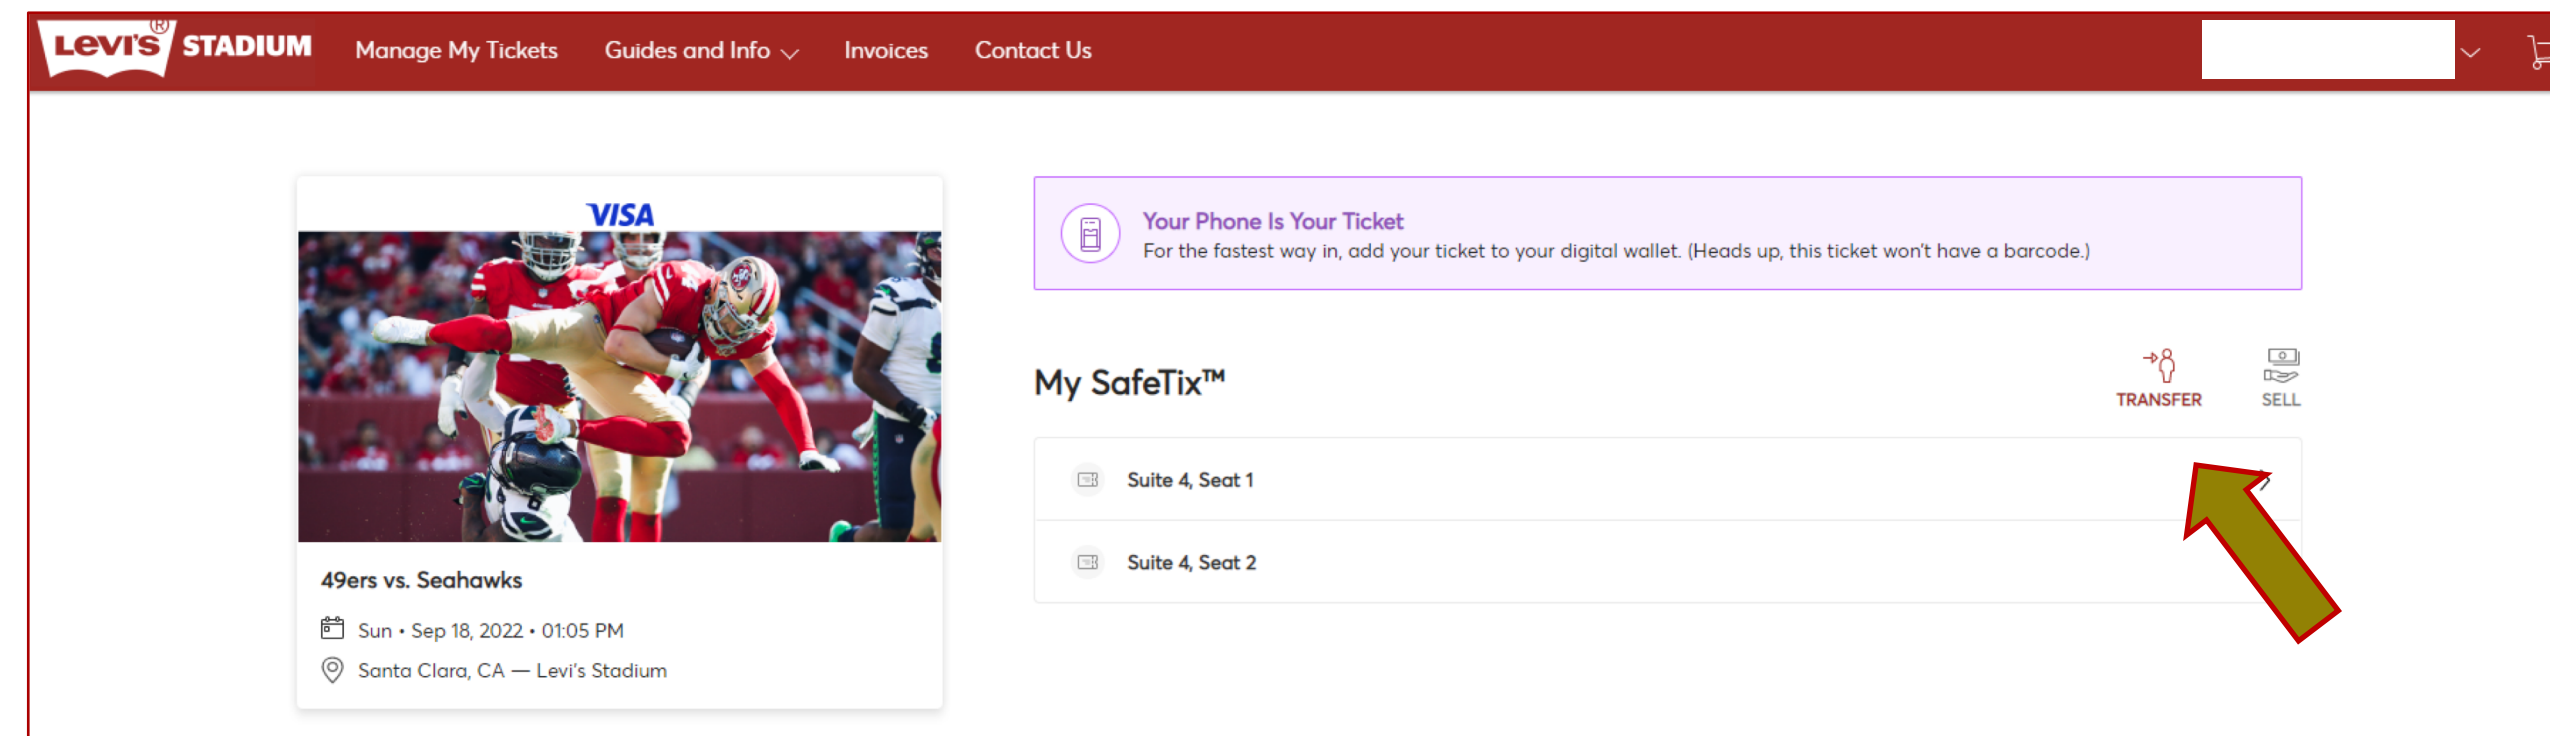 Levi's® STADIUM Manage My Tickets Guides and Info Invoices Contact Us
VISA
49ers vs. Seahawks
Sun • Sep 18, 2022 • 01:05 PM
Santa Clara, CA — Levi's Stadium
Your Phone Is Your Ticket
For the fastest way in, add your ticket to your digital wallet. (Heads up, this ticket won't have a barcode.)
My SafeTix™
TRANSFER SELL
Suite 4, Seat 1
Suite 4, Seat 2